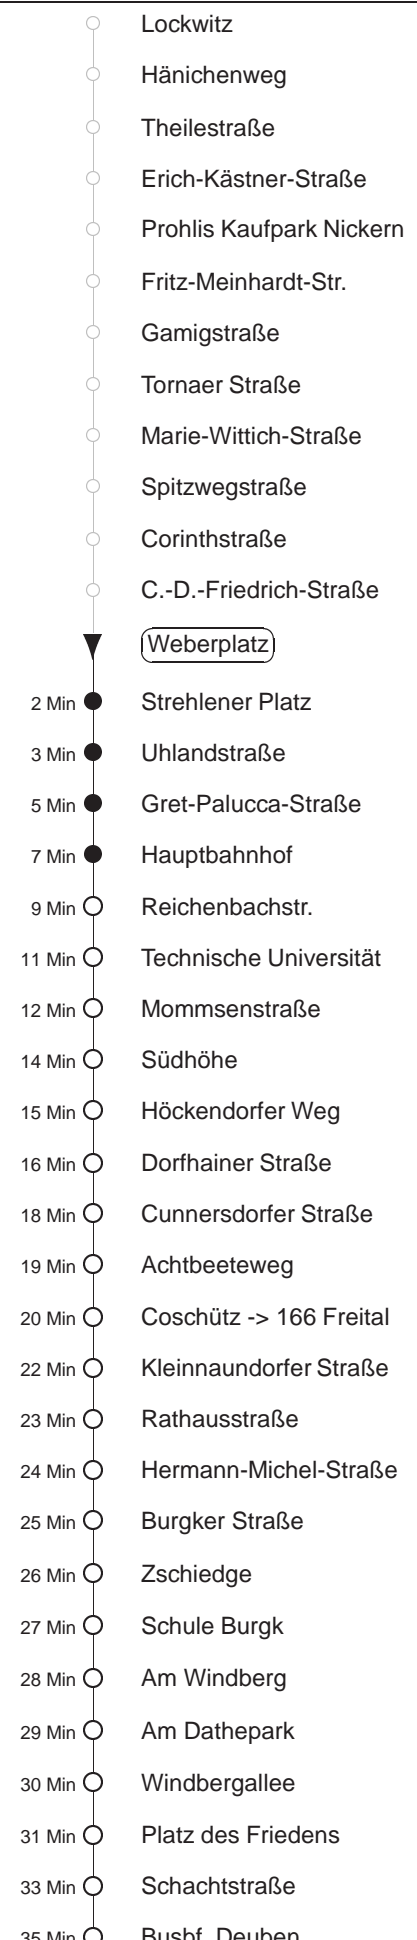 Lockwitz
Hänichenweg
Theilestraße
Erich-Kästner-Straße
Prohlis Kaufpark Nickern
Fritz-Meinhardt-Str.
Gamigstraße
Tornaer Straße
Marie-Wittich-Straße
Spitzwegstraße
Corinthstraße
C.-D.-Friedrich-Straße
Weberplatz
2 Min Strehlener Platz
3 Min Uhlandstraße
5 Min Gret-Palucca-Straße
7 Min Hauptbahnhof
9 Min Reichenbachstr.
11 Min Technische Universität
12 Min Mommsenstraße
14 Min Südhöhe
15 Min Höckendorfer Weg
16 Min Dorfhainer Straße
18 Min Cunnersdorfer Straße
19 Min Achtbeeteweg
20 Min Coschütz -> 166 Freital
22 Min Kleinnaundorfer Straße
23 Min Rathausstraße
24 Min Hermann-Michel-Straße
25 Min Burgker Straße
26 Min Zschiedge
27 Min Schule Burgk
28 Min Am Windberg
29 Min Am Dathepark
30 Min Windbergallee
31 Min Platz des Friedens
33 Min Schachtstraße
35 Min Busbf. Deuben